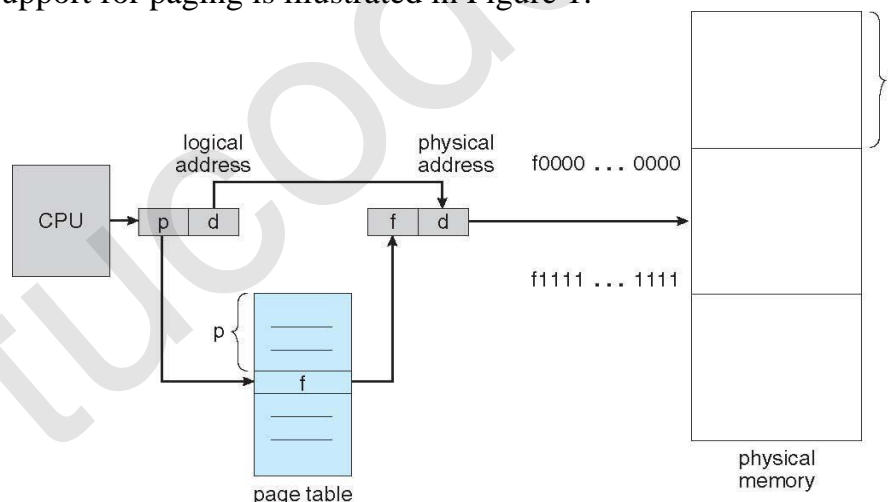 support for paging is illustrated in Figure 1.
logical
address
physical
address
f0000 ... 0000
CPU
p
d
f
d
f1111 ... 1111
p
f
physical
memory
page table